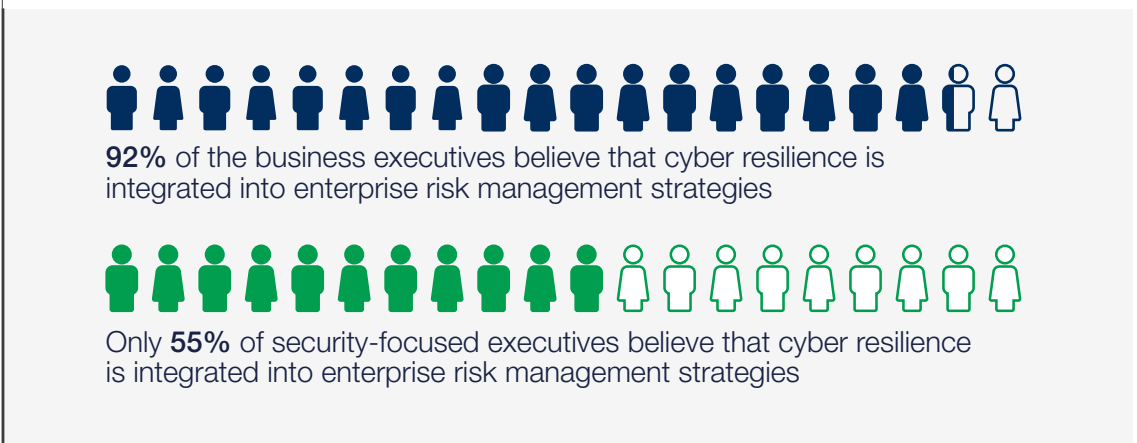 92% of the business executives believe that cyber resilience is
integrated into enterprise risk management strategies
Only 55% of security-focused executives believe that cyber resilience
is integrated into enterprise risk management strategies